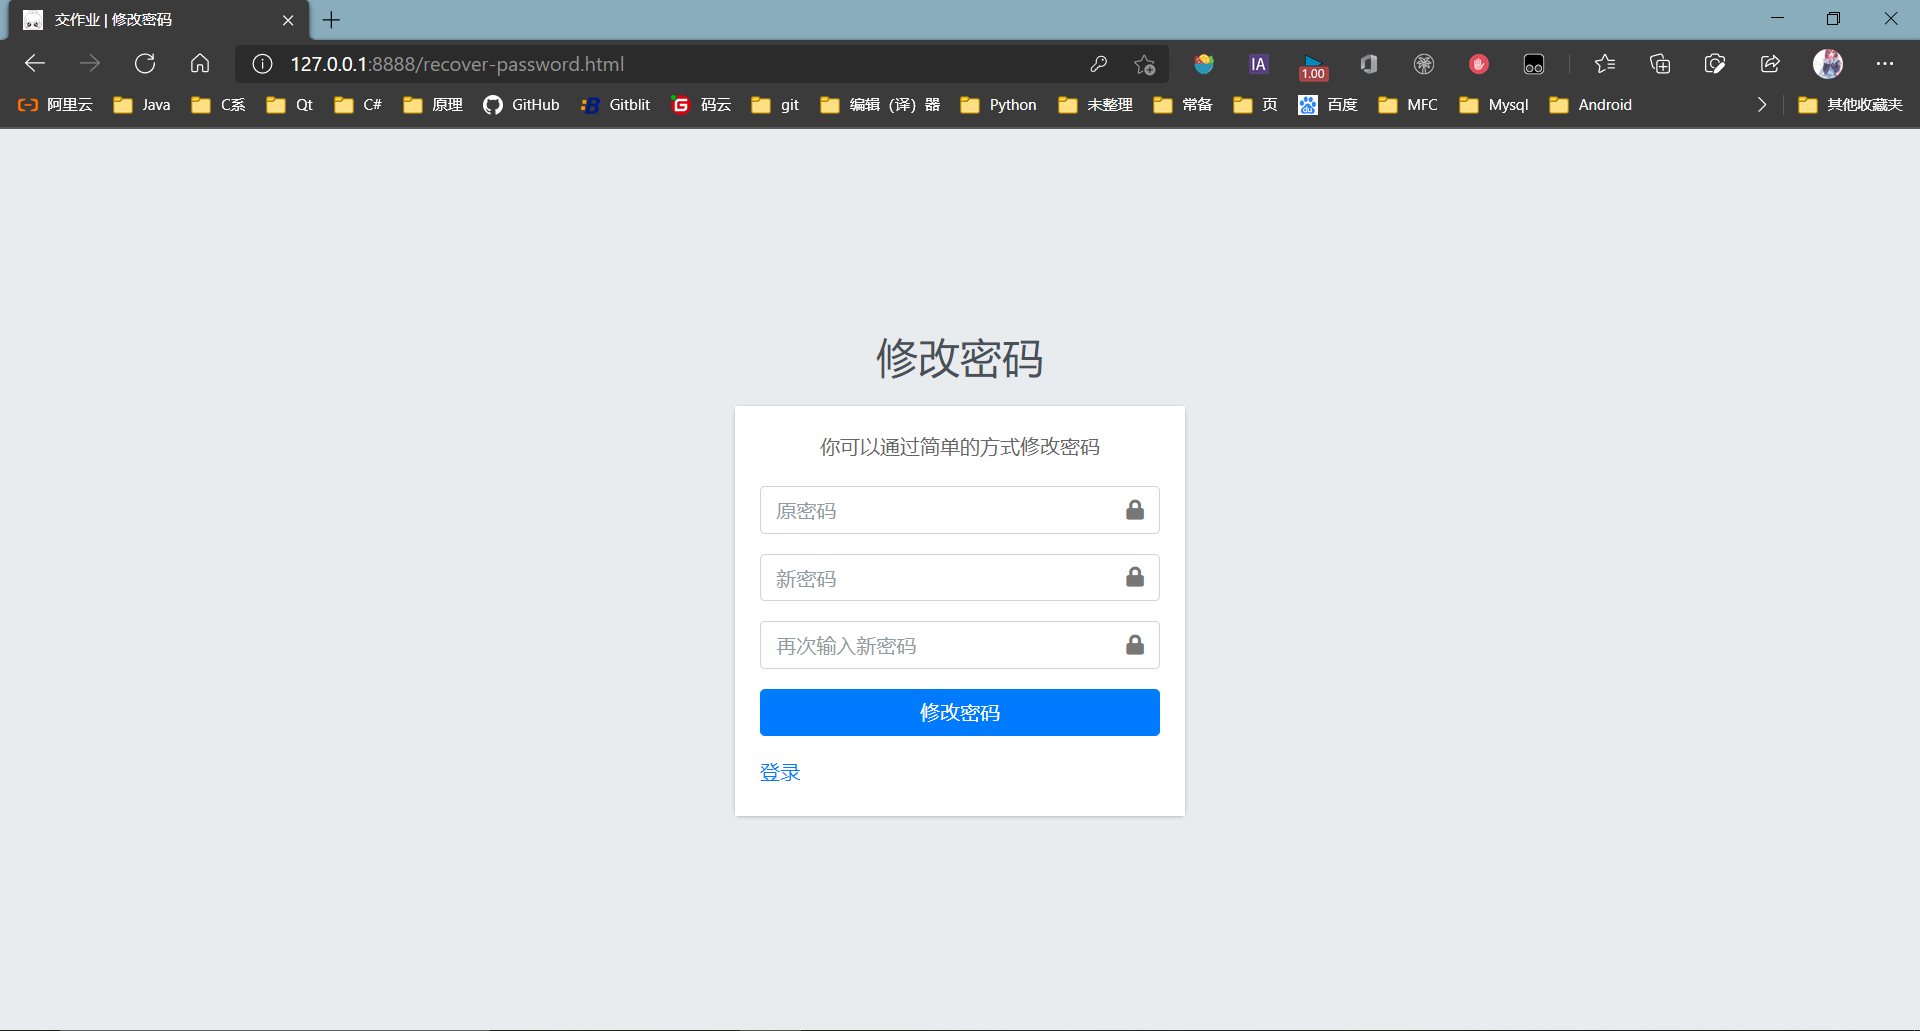 交作业 | 修改密码
127.0.0.1:8888/recover-password.html
IA
1.00
阿里云 Java C系 Qt C# 原理 GitHub Gitblit 码云 git 编辑（译）器 Python 未整理 常备 页 百度 MFC Mysql Android 其他收藏夹
修改密码
你可以通过简单的方式修改密码
原密码
新密码
再次输入新密码
修改密码
登录